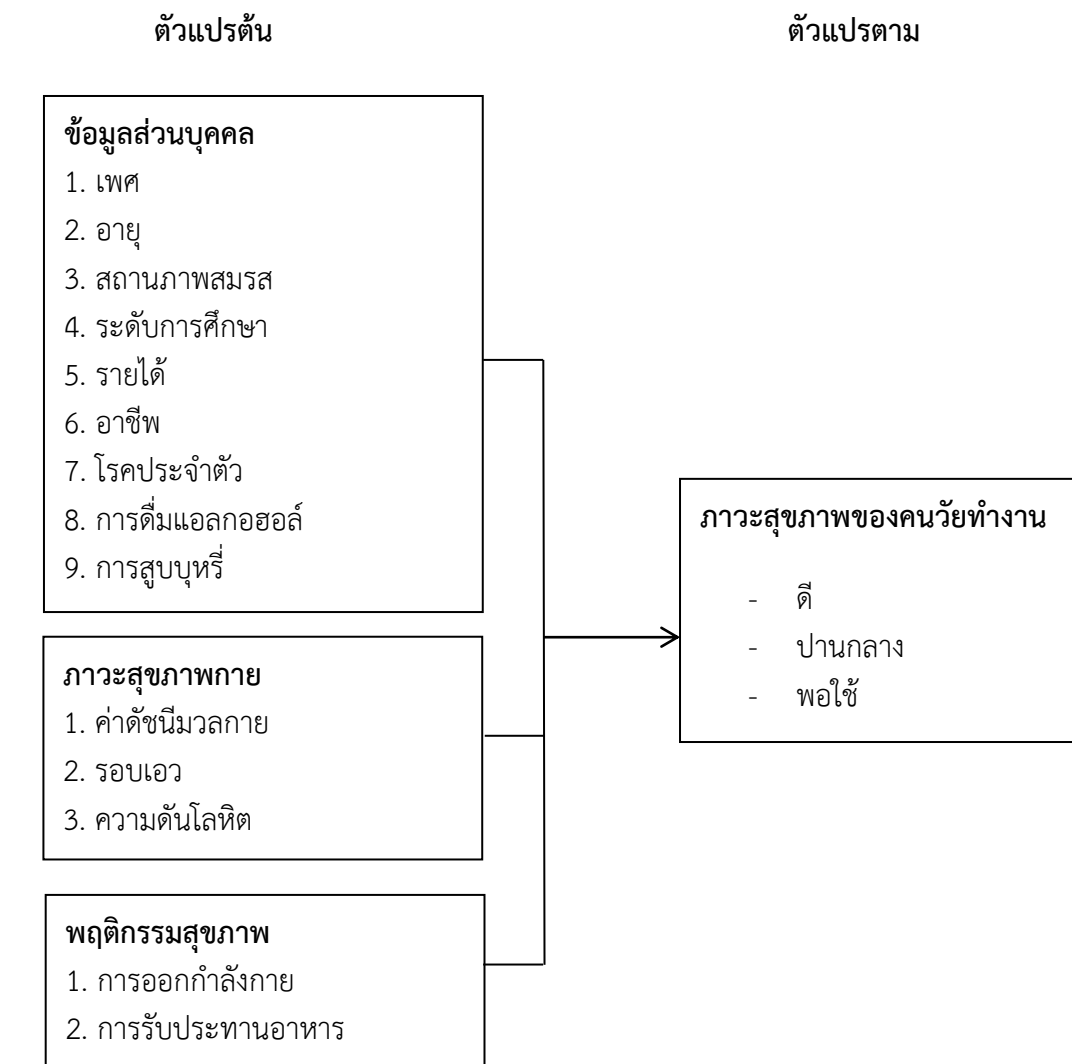 ตัวแปรต้น
ตัวแปรตาม
ข้อมูลส่วนบุคคล
1. เพศ
2. อายุ
3. สถานภาพสมรส
4. ระดับการศึกษา
5. รายได้
6. อาชีพ
7. โรคประจำตัว
8. การดื่มแอลกอฮอล์
9. การสูบบุหรี่
ภาวะสุขภาพกาย
1. ค่าดัชนีมวลกาย
2. รอบเอว
3. ความดันโลหิต
พฤติกรรมสุขภาพ
1. การออกกำลังกาย
2. การรับประทานอาหาร
ภาวะสุขภาพของคนวัยทำงาน
- ดี
- ปานกลาง
- พอใช้